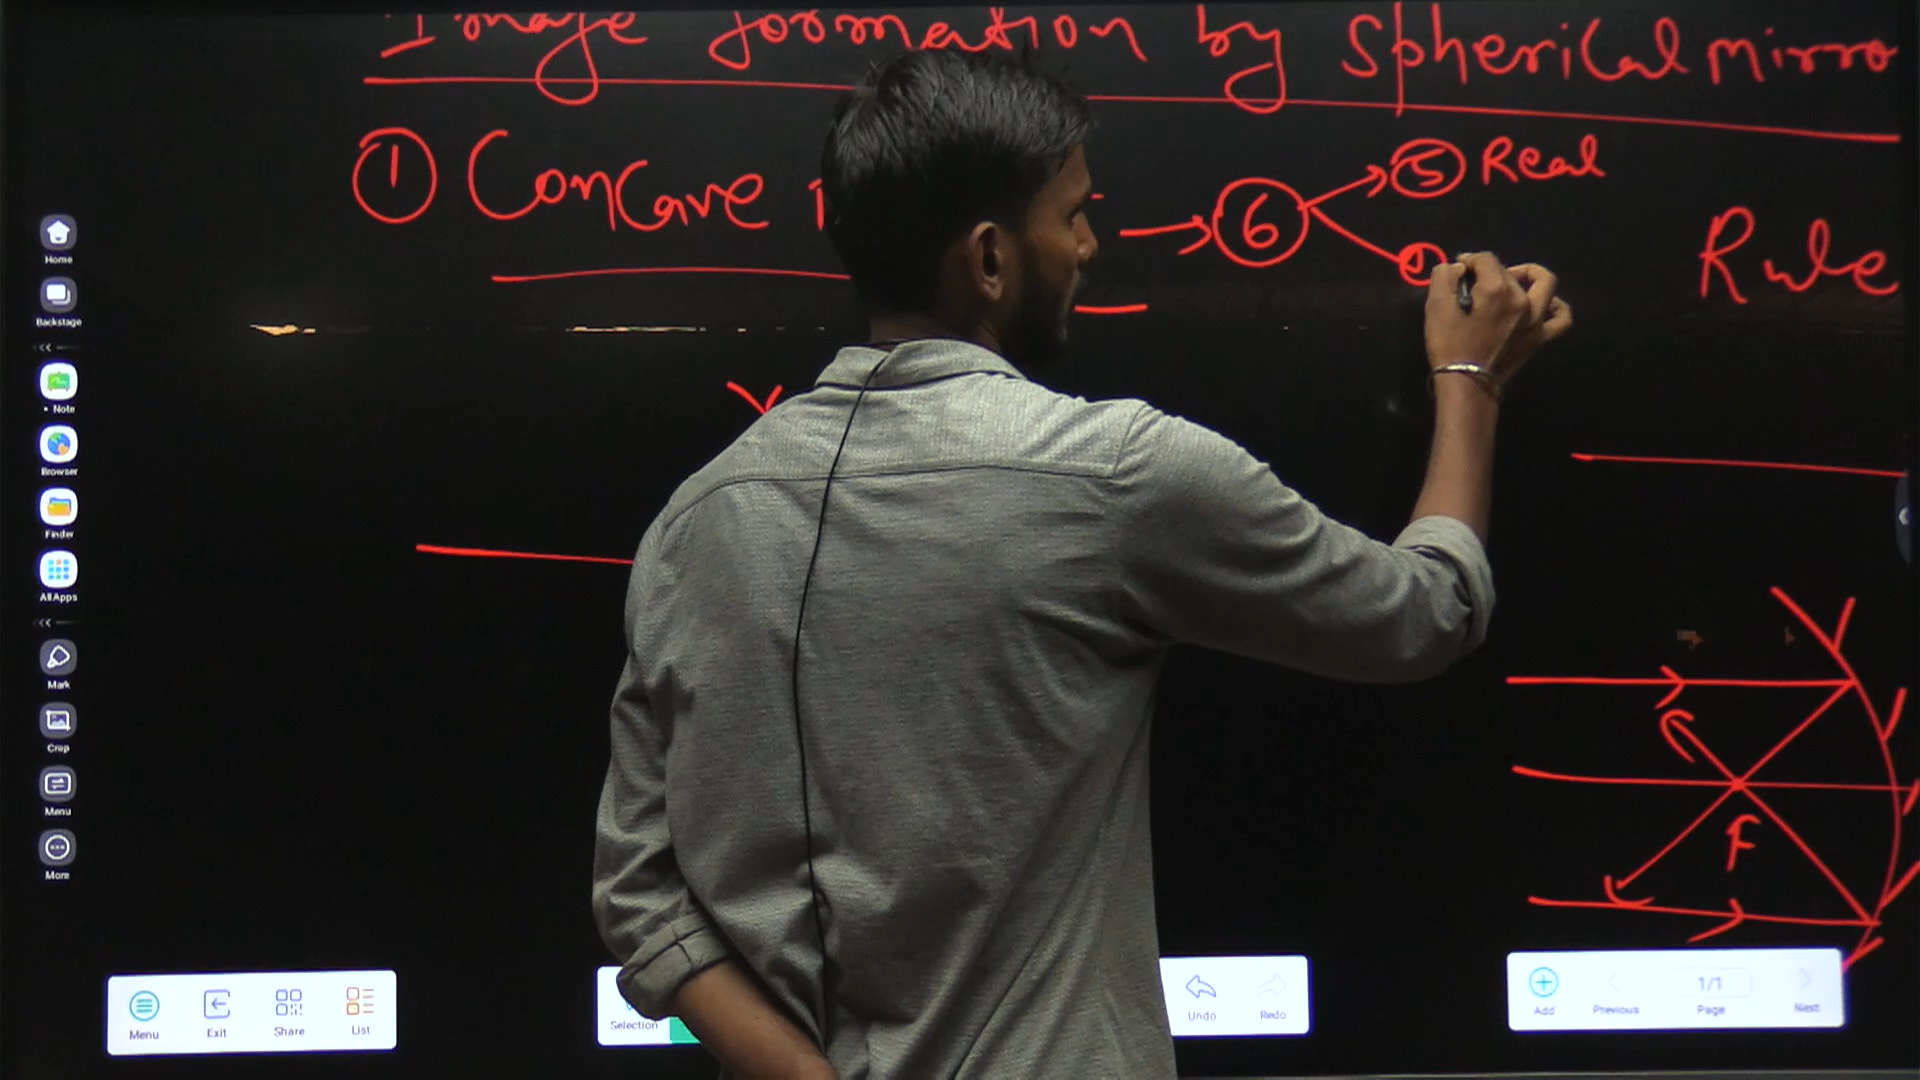 Image formation by Spherical mirro
① Concave → ⑥ → ⑤ Real
①
Rule
F
Home
Backstage
Note
Browser
Finder
All Apps
Mark
Crop
Menu
More
Menu Exit Share List
Selection Undo Redo
Add Previous 1/1 Page Next